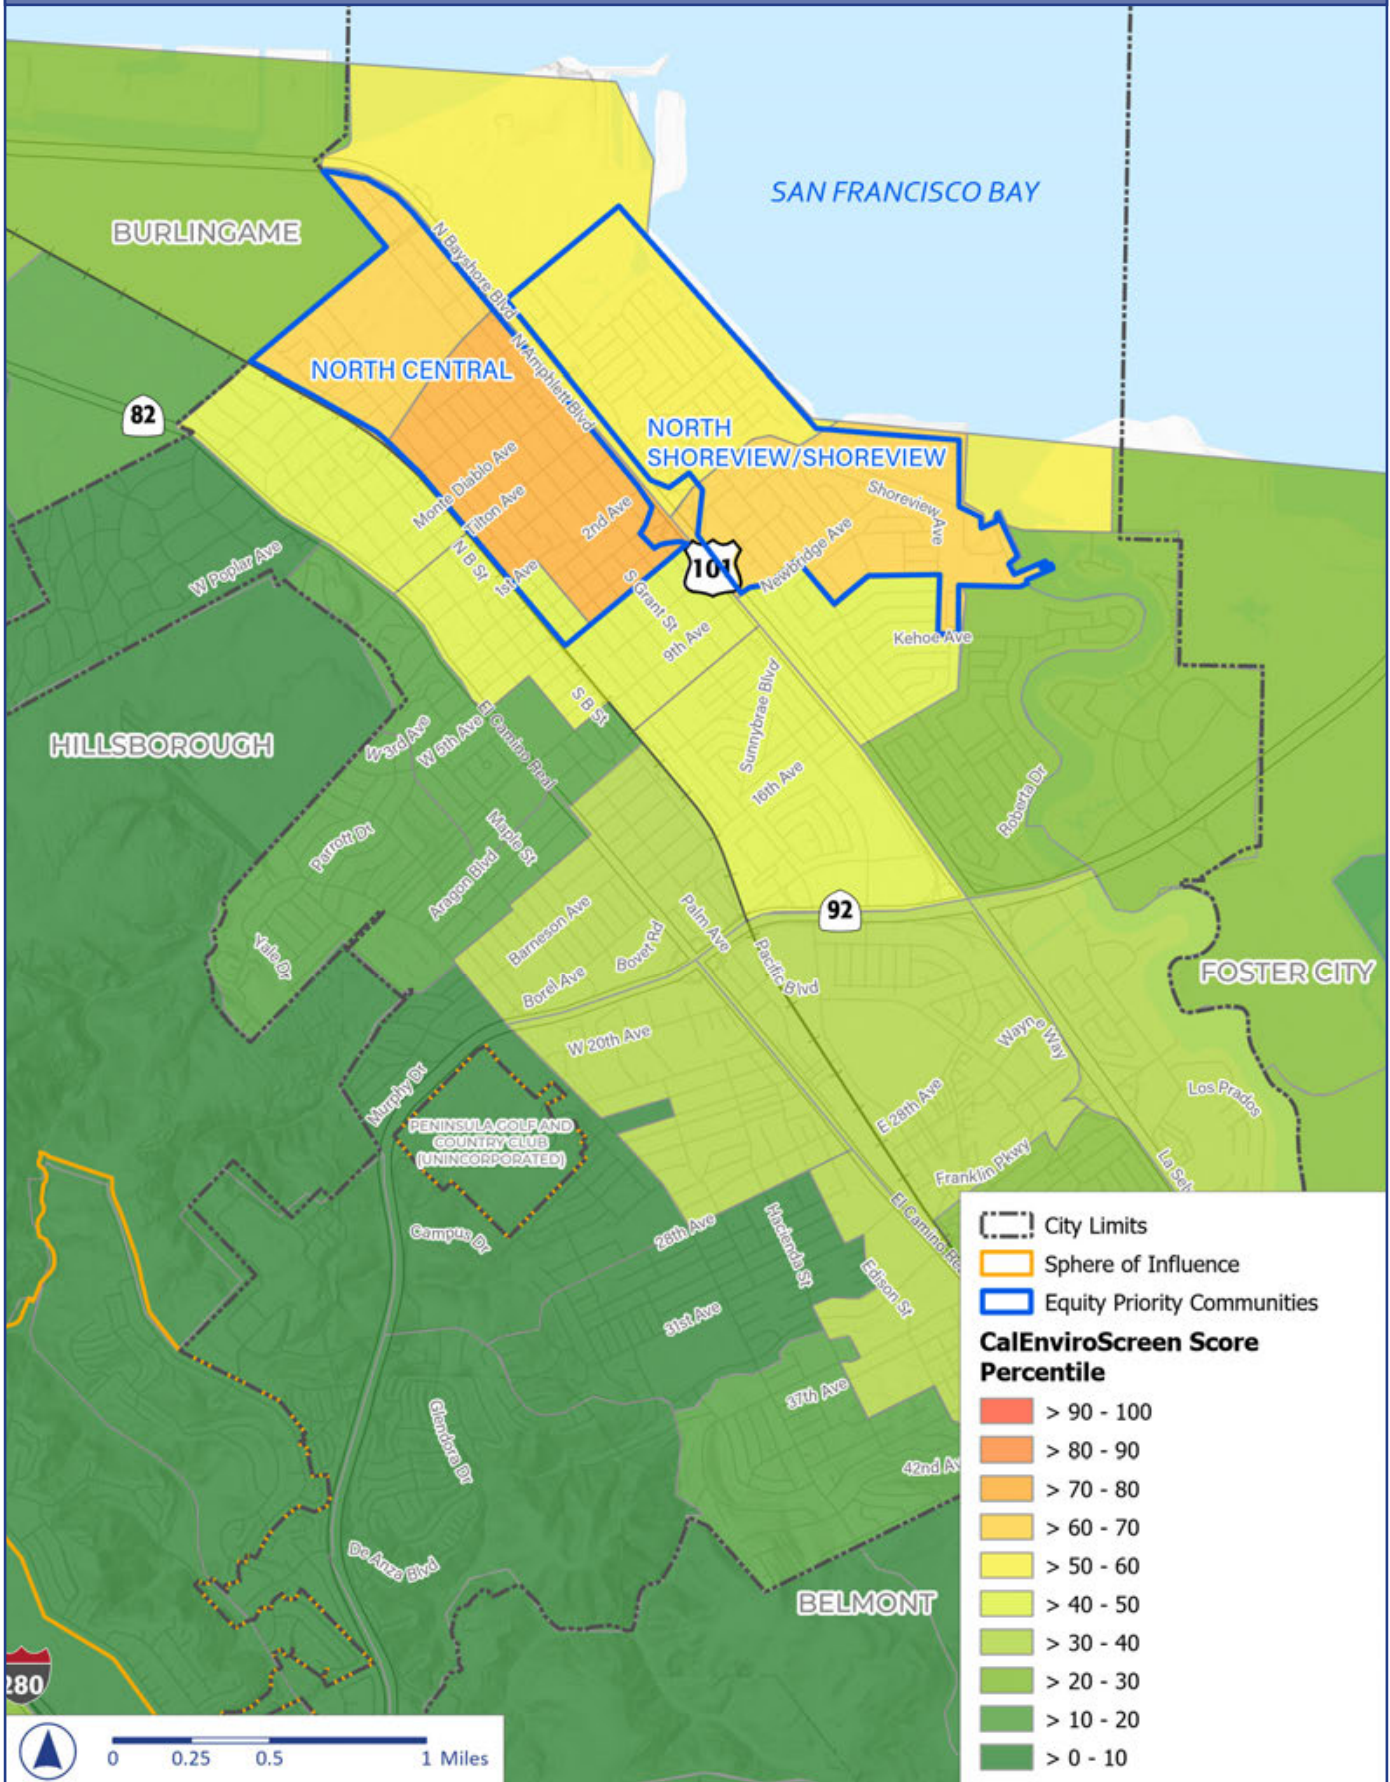 SAN FRANCISCO BAY
BURLINGAME
N Bayshore Blvd
NORTH CENTRAL
N Amphlett Blvd
82
NORTH
SHOREVIEW/SHOREVIEW
Monte Diablo Ave
Tilton Ave
2nd Ave
Shoreview Ave
N B St
1st Ave
101
Newbridge Ave
W Poplar Ave
S Grant St
9th Ave
Kehoe Ave
S B St
Sunnybrae Blvd
HILLSBOROUGH
W 3rd Ave
W 5th Ave
El Camino Real
16th Ave
Roberta Dr
Parrott Dr
Maple St
Aragon Blvd
92
Barneson Ave
Bovet Rd
Palm Ave
Yale Dr
Borel Ave
Pacific Blvd
FOSTER CITY
W 20th Ave
Wayne Way
Murphy Dr
Los Prados
E 28th Ave
PENINSULA GOLF AND
COUNTRY CLUB
(UNINCORPORATED)
Franklin Pkwy
La Selv
Campus Dr
28th Ave
Hacienda St
El Camino Re
Edison St
31st Ave
37th Ave
Glendora Dr
42nd Av
De Anza Blvd
BELMONT
280
City Limits
Sphere of Influence
Equity Priority Communities
CalEnviroScreen Score
Percentile
> 90 - 100
> 80 - 90
> 70 - 80
> 60 - 70
> 50 - 60
> 40 - 50
> 30 - 40
> 20 - 30
> 10 - 20
> 0 - 10
0 0.25 0.5 1 Miles